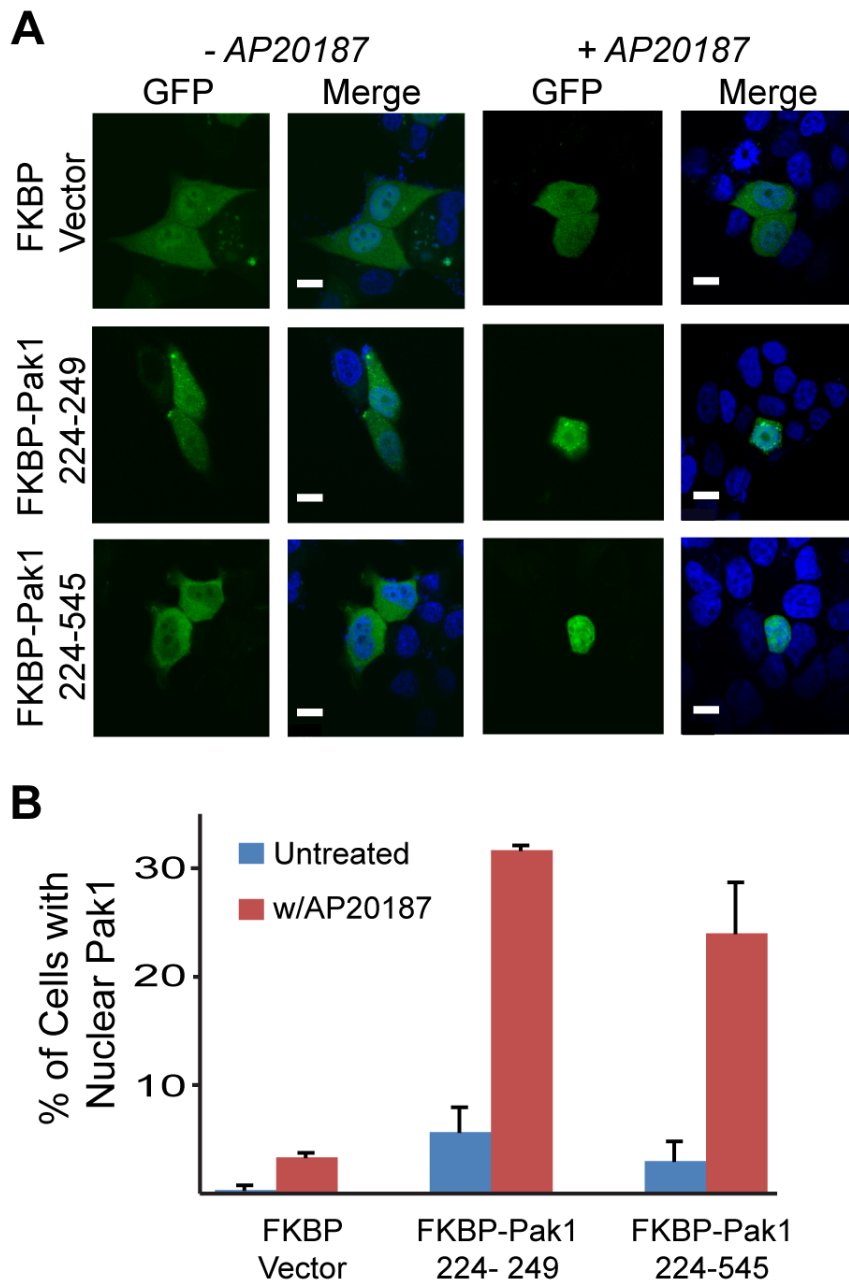 A
- AP20187
+ AP20187
GFP
Merge
GFP
Merge
FKBP
Vector
FKBP-Pak1
224-249
FKBP-Pak1
224-545
B
% of Cells with
Nuclear Pak1
30
20
10
Untreated
w/AP20187
FKBP
Vector
FKBP-Pak1
224- 249
FKBP-Pak1
224-545